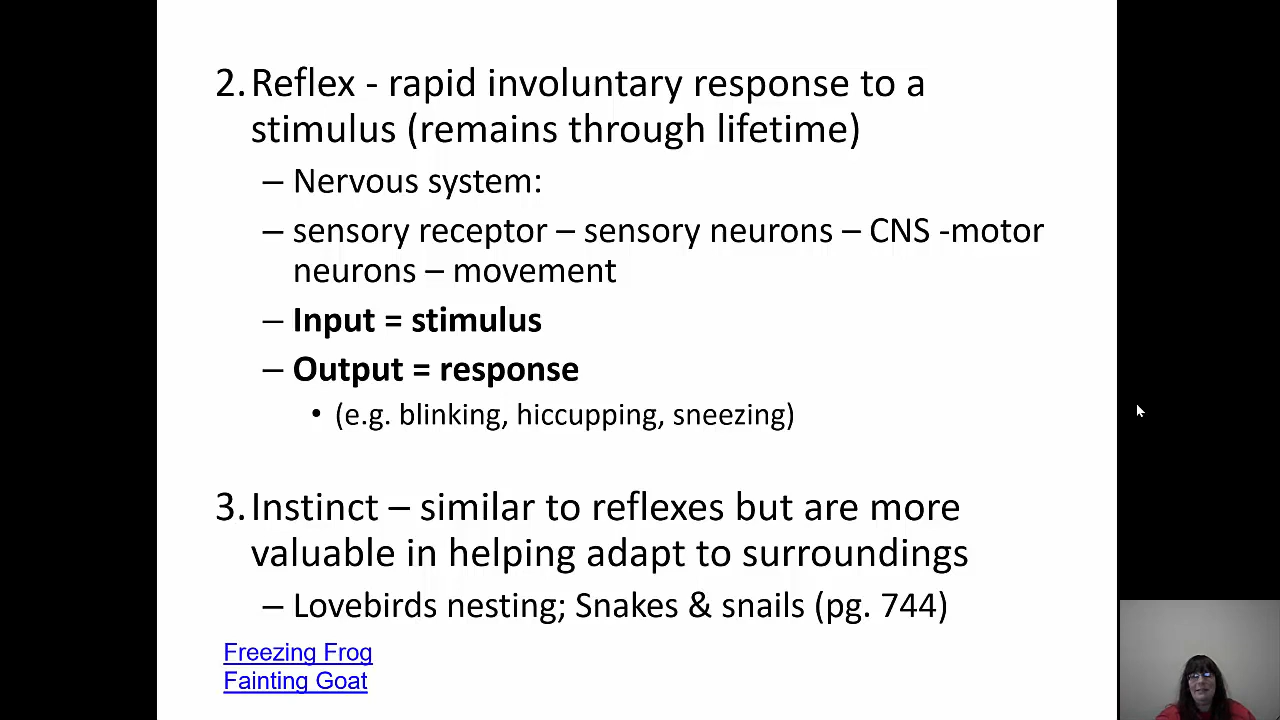 2. Reflex - rapid involuntary response to a
stimulus (remains through lifetime)
– Nervous system:
– sensory receptor – sensory neurons – CNS -motor
neurons – movement
– Input = stimulus
– Output = response
• (e.g. blinking, hiccupping, sneezing)
3. Instinct – similar to reflexes but are more
valuable in helping adapt to surroundings
– Lovebirds nesting; Snakes & snails (pg. 744)
Freezing Frog
Fainting Goat